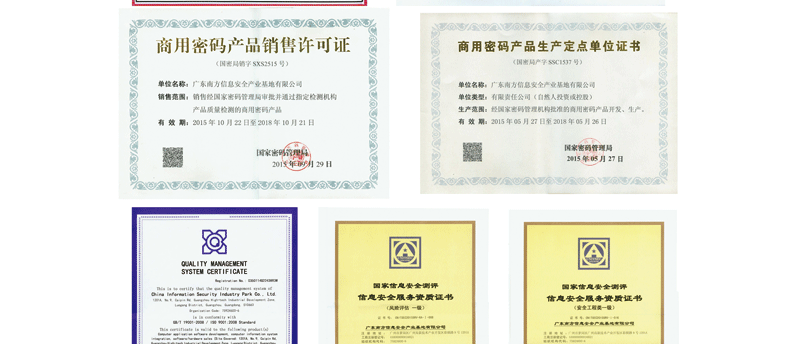 商用密码产品销售许可证
（国密局销字 SXS2515 号）
单位名称：广东南方信息安全产业基地有限公司
销售范围：销售经国家密码管理局审批并通过指定检测机构
产品质量检测的商用密码产品
有 效 期：2015 年 10 月 22 日至 2018 年 10 月 21 日
国家密码管理局
2015 年 09 月 29 日
商用密码产品生产定点单位证书
（国密局产字 SSC1537 号）
单位名称：广东南方信息安全产业基地有限公司
单位类型：有限责任公司（自然人投资或控股）
生产范围：经国家密码管理机构批准的商用密码产品开发、生产。
有 效 期：2015 年 05 月 27 日至 2018 年 05 月 26 日
国家密码管理局
2015 年 05 月 27 日
QUALITY MANAGEMENT
SYSTEM CERTIFICATE
This is to certify that the quality management system of
China Information Security Industry Park Co., Ltd.
is in conformity with
GB/T 19001-2008 / ISO 9001:2008 Standard
This certificate is valid to the following product(s)
国家信息安全测评
信息安全服务资质证书
（风险评估 一级）
广东南方信息安全产业基地有限公司
国家信息安全测评
信息安全服务资质证书
（安全工程类一级）
广东南方信息安全产业基地有限公司